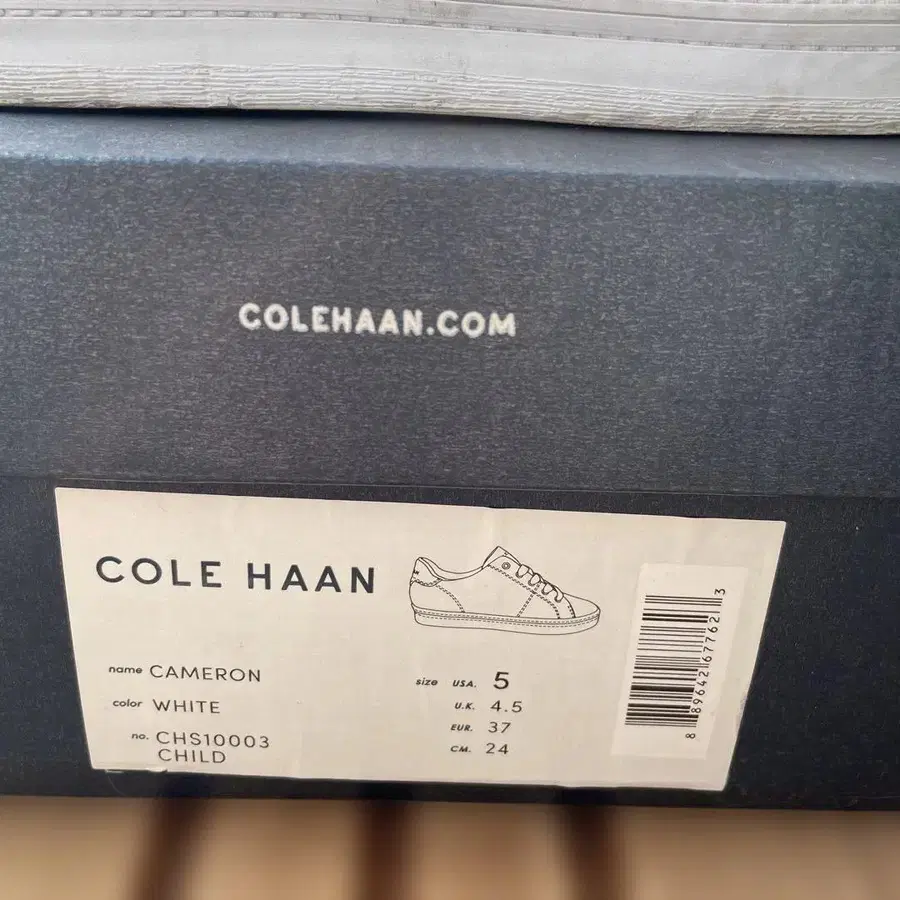 COLEHAAN.COM
COLE HAAN
name CAMERON
color WHITE
no. CHS10003
CHILD
size USA. 5
U.K. 4.5
EUR. 37
CM. 24
8 89642 67762 3